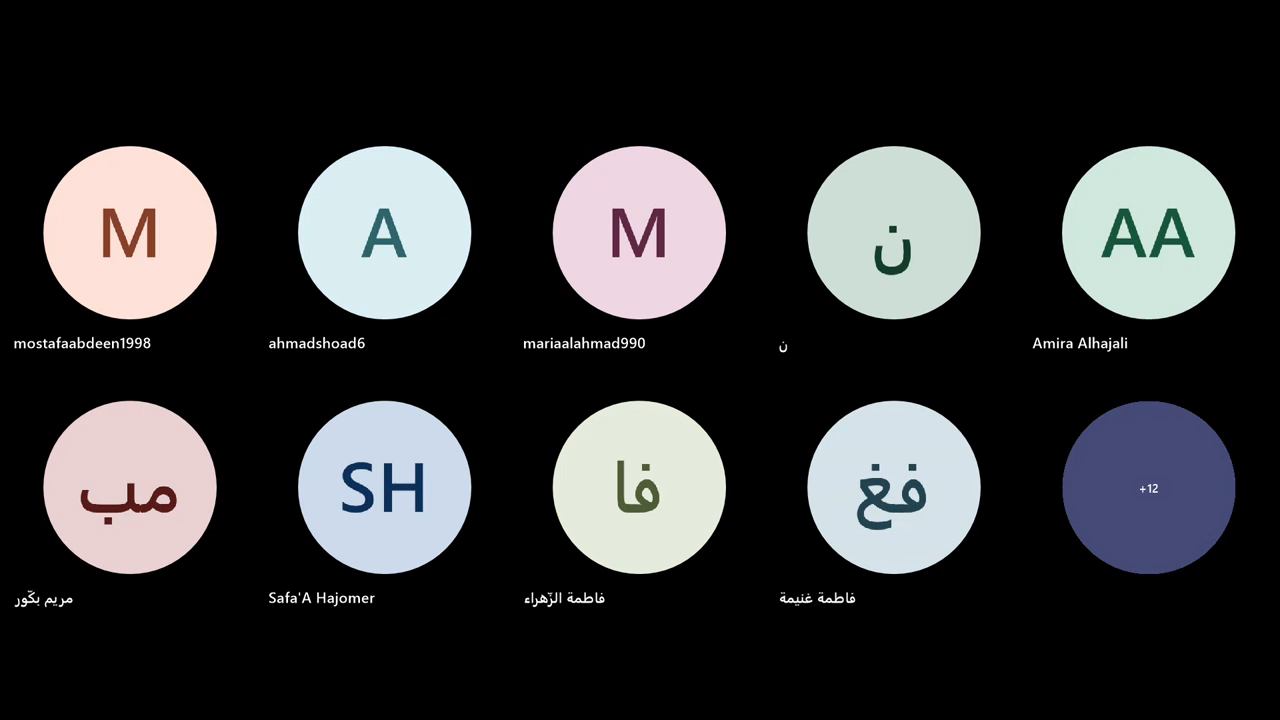 M
A
M
ن
AA
mostafaabdeen1998
ahmadshoad6
mariaalahmad990
ن
Amira Alhajali
مب
SH
فا
فغ
+12
مريم بكّور
Safa'A Hajomer
فاطمة الزّهراء
فاطمة غنيمة